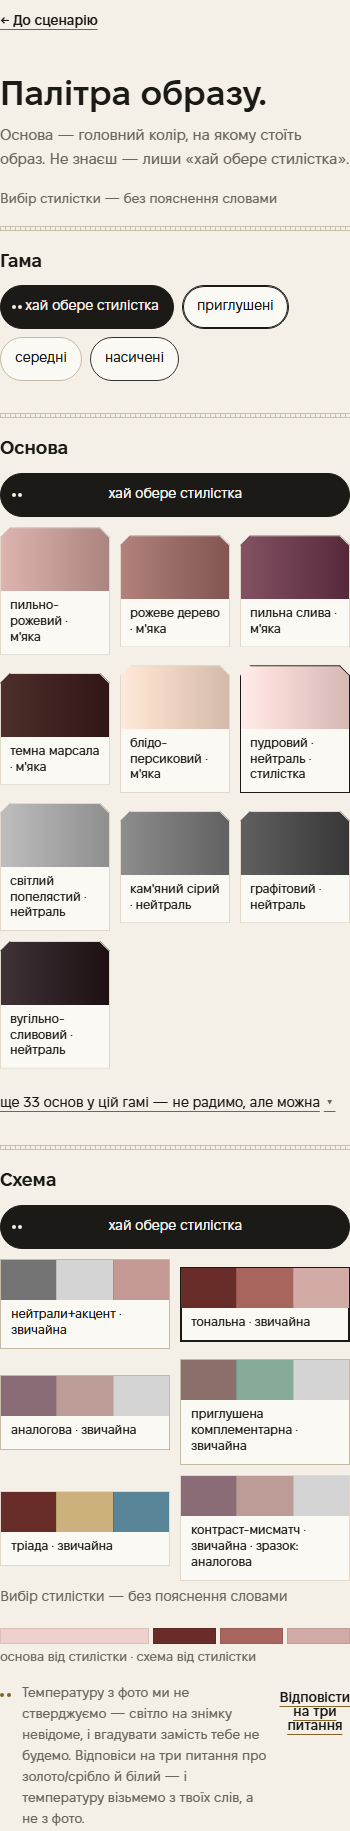 ← До сценарію
Палітра образу.
Основа — головний колір, на якому стоїть
образ. Не знаєш — лиши «хай обере стилістка».
Вибір стилістки — без пояснення словами
Гама
хай обере стилістка
приглушені
середні
насичені
Основа
хай обере стилістка
пильно-
рожевий ·
м'яка
рожеве дерево
· м'яка
пильна слива ·
м'яка
темна марсала
· м'яка
блідо-
персиковий ·
м'яка
пудровий ·
нейтраль ·
стилістка
світлий
попелястий ·
нейтраль
кам'яний сірий
· нейтраль
графітовий ·
нейтраль
вугільно-
сливовий ·
нейтраль
ще 33 основ у цій гамі — не радимо, але можна ▾
Схема
хай обере стилістка
нейтрали+акцент ·
звичайна
тональна · звичайна
аналогова · звичайна
приглушена
комплементарна ·
звичайна
тріада · звичайна
контраст-мисматч ·
звичайна · зразок:
аналогова
Вибір стилістки — без пояснення словами
основа від стилістки · схема від стилістки
Температуру з фото ми не
стверджуємо — світло на знімку
невідоме, і вгадувати замість тебе не
будемо. Відповіси на три питання про
золото/срібло й білий — і
температуру візьмемо з твоїх слів, а
не з фото.
Відповісти
на три
питання